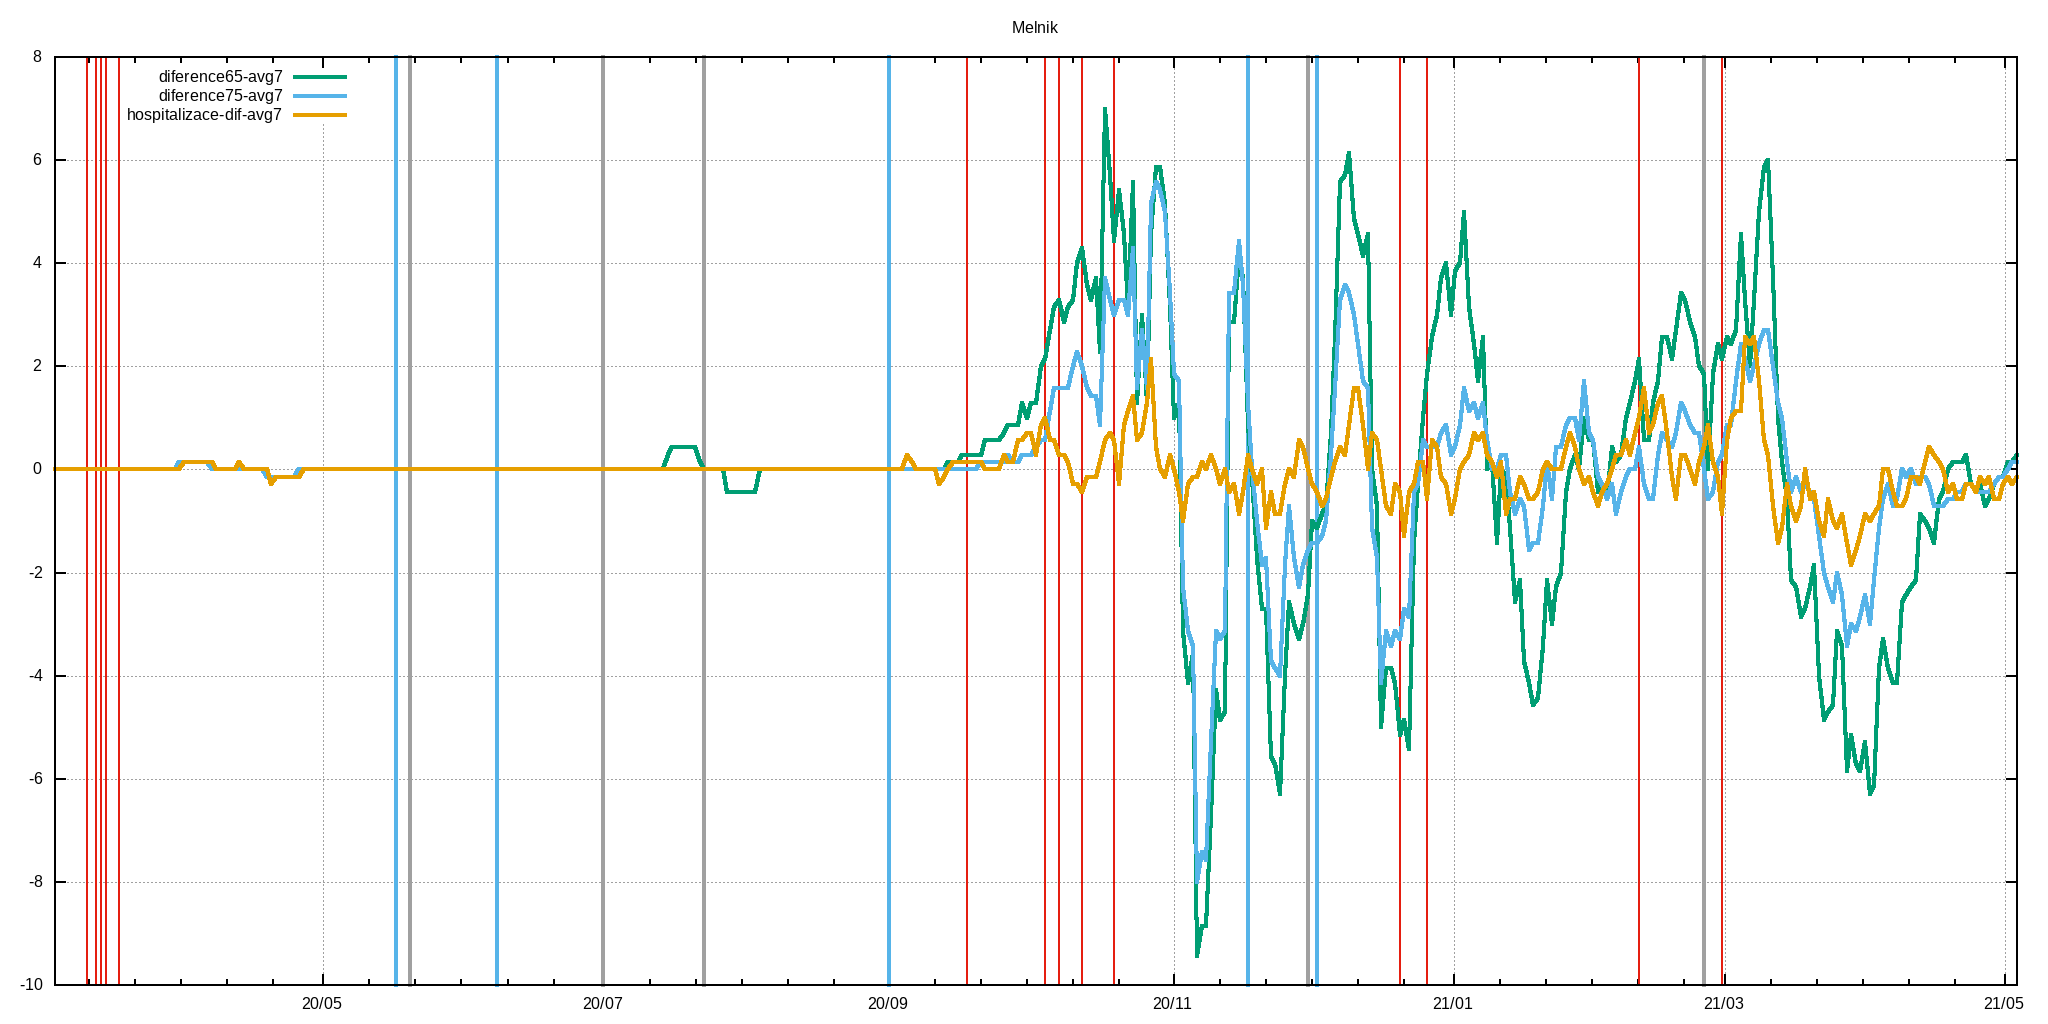 Melnik
diference65-avg7
diference75-avg7
hospitalizace-dif-avg7
8
6
4
2
0
-2
-4
-6
-8
-10
20/05 20/07 20/09 20/11 21/01 21/03 21/05